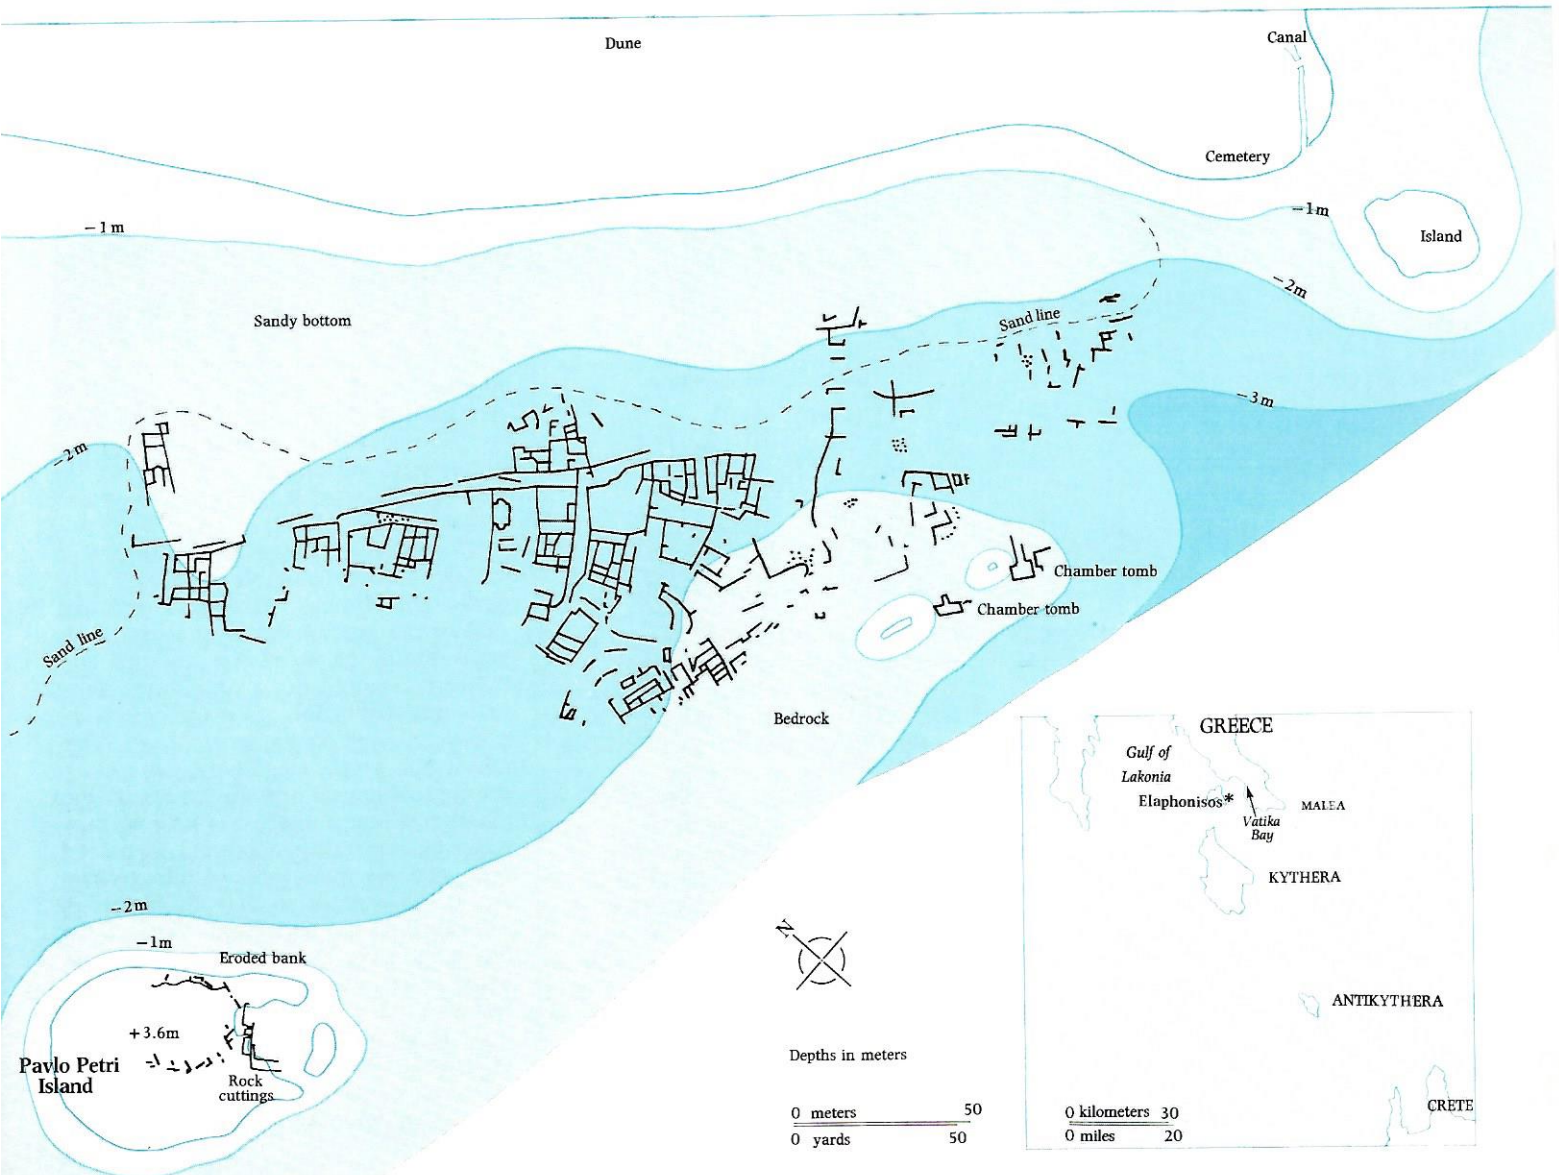 Dune
Canal
Cemetery
−1m
Island
−1m
−2m
Sandy bottom
Sand line
−3m
−2m
Chamber tomb
Chamber tomb
Sand line
Bedrock
GREECE
Gulf of
Lakonia
Elaphonisos*
MALEA
Vatika
Bay
KYTHERA
−2m
−1m
Eroded bank
N
+3.6m
ANTIKYTHERA
Pavlo Petri
Island
Rock
cuttings
Depths in meters
0 meters 50
0 yards 50
0 kilometers 30
0 miles 20
CRETE